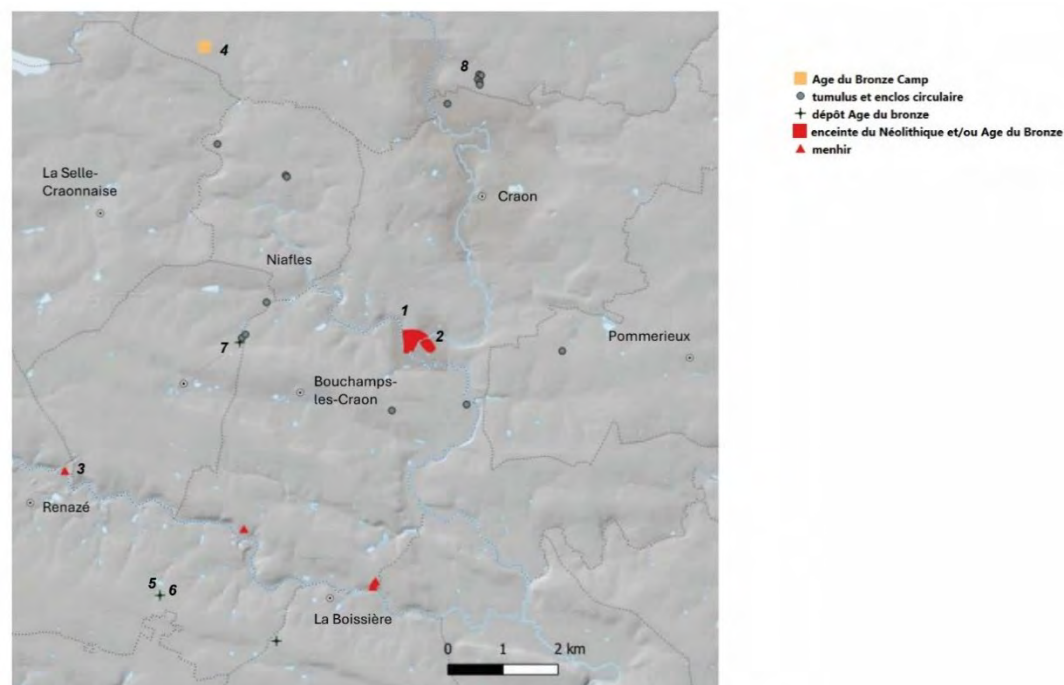 4
8
La Selle-
Craonnaise
Craon
Niafles
1
2
7
Pommerieux
Bouchamps-
les-Craon
3
Renazé
5
6
La Boissière
0 1 2 km
Age du Bronze Camp
tumulus et enclos circulaire
dépôt Age du bronze
enceinte du Néolithique et/ou Age du Bronze
menhir